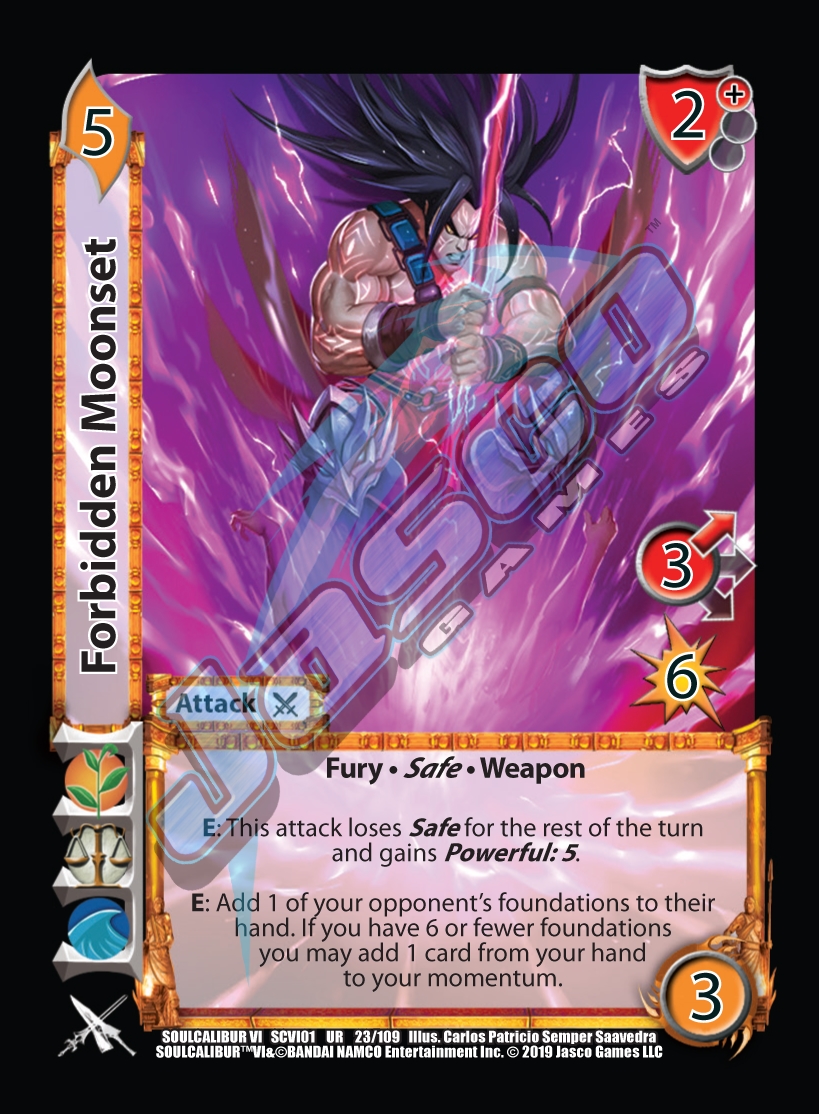 5
2
+
Forbidden Moonset
TM
Jasco
GAMES
3
6
Attack
Fury • Safe • Weapon
E: This attack loses Safe for the rest of the turn
and gains Powerful: 5.
E: Add 1 of your opponent's foundations to their
hand. If you have 6 or fewer foundations
you may add 1 card from your hand
to your momentum.
3
SOULCALIBUR VI SCVI01 UR 23/109 Illus. Carlos Patricio Semper Saavedra
SOULCALIBUR™VI&©BANDAI NAMCO Entertainment Inc. © 2019 Jasco Games LLC